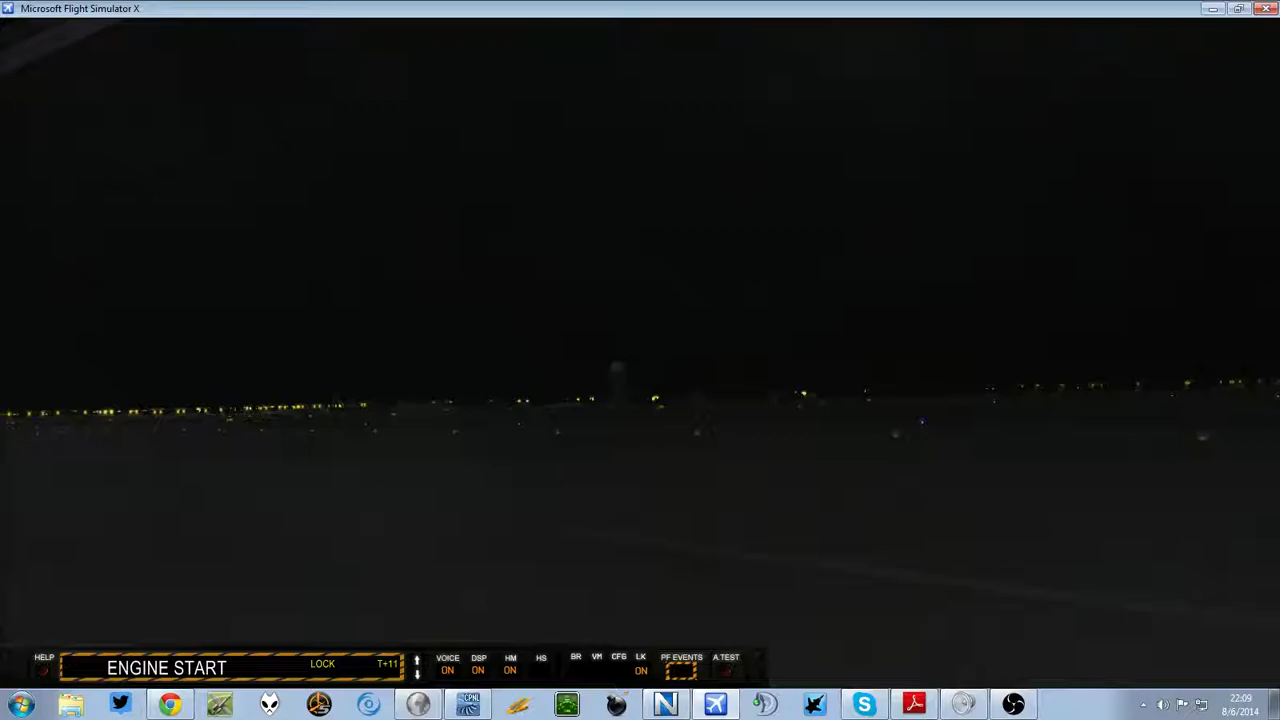 Microsoft Flight Simulator X
HELP
ENGINE START LOCK T+11
VOICE DSP HM HS BR VM CFG LK PF EVENTS A.TEST
ON ON ON ON
CPNL
N
S
22:09
8/6/2014